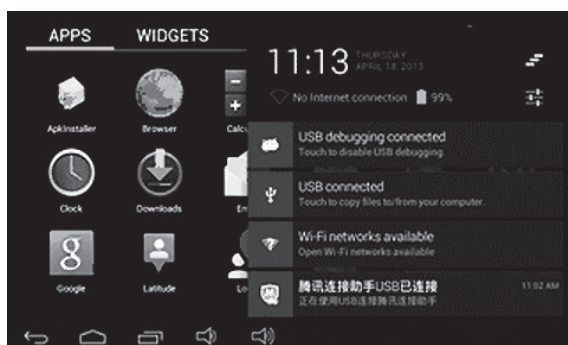 APPS WIDGETS
11:13 THURSDAY
APRIL 18, 2013
No Internet connection 99%
ApkInstaller Browser Calcu
USB debugging connected
Touch to disable USB debugging.
USB connected
Touch to copy files to/from your computer.
Clock Downloads Em
Wi-Fi networks available
Open Wi-Fi networks available
Google Latitude Lo
腾讯连接助手USB已连接 11:02 AM
正在使用USB连接腾讯连接助手